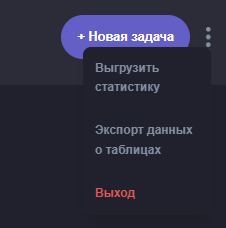 + Новая задача
Выгрузить
статистику
Экспорт данных
о таблицах
Выход